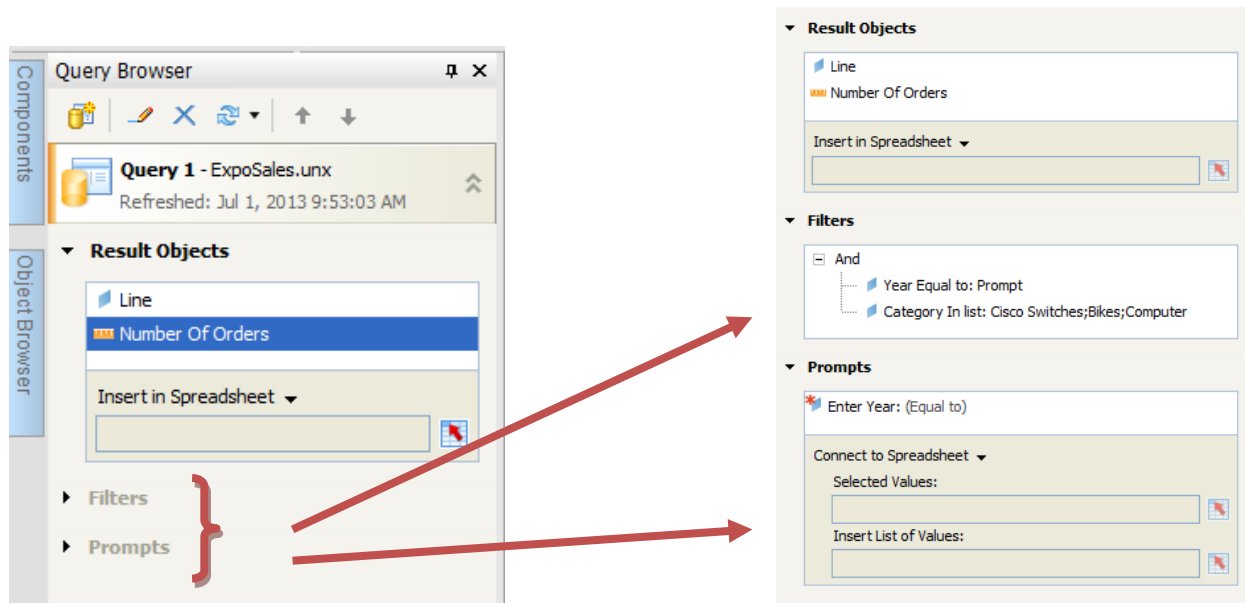 Components
Object Browser
Query Browser
Query 1 - ExpoSales.unx
Refreshed: Jul 1, 2013 9:53:03 AM
Result Objects
Line
Number Of Orders
Insert in Spreadsheet
Filters
Prompts
Result Objects
Line
Number Of Orders
Insert in Spreadsheet
Filters
And
Year Equal to: Prompt
Category In list: Cisco Switches;Bikes;Computer
Prompts
Enter Year: (Equal to)
Connect to Spreadsheet
Selected Values:
Insert List of Values: